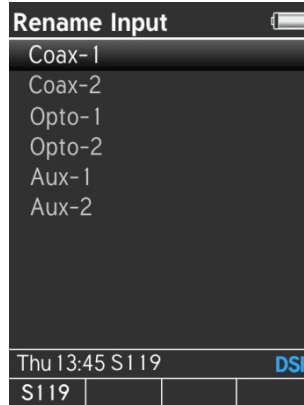 Rename Input
Coax-1
Coax-2
Opto-1
Opto-2
Aux-1
Aux-2
Thu 13:45 S119 DSP
S119